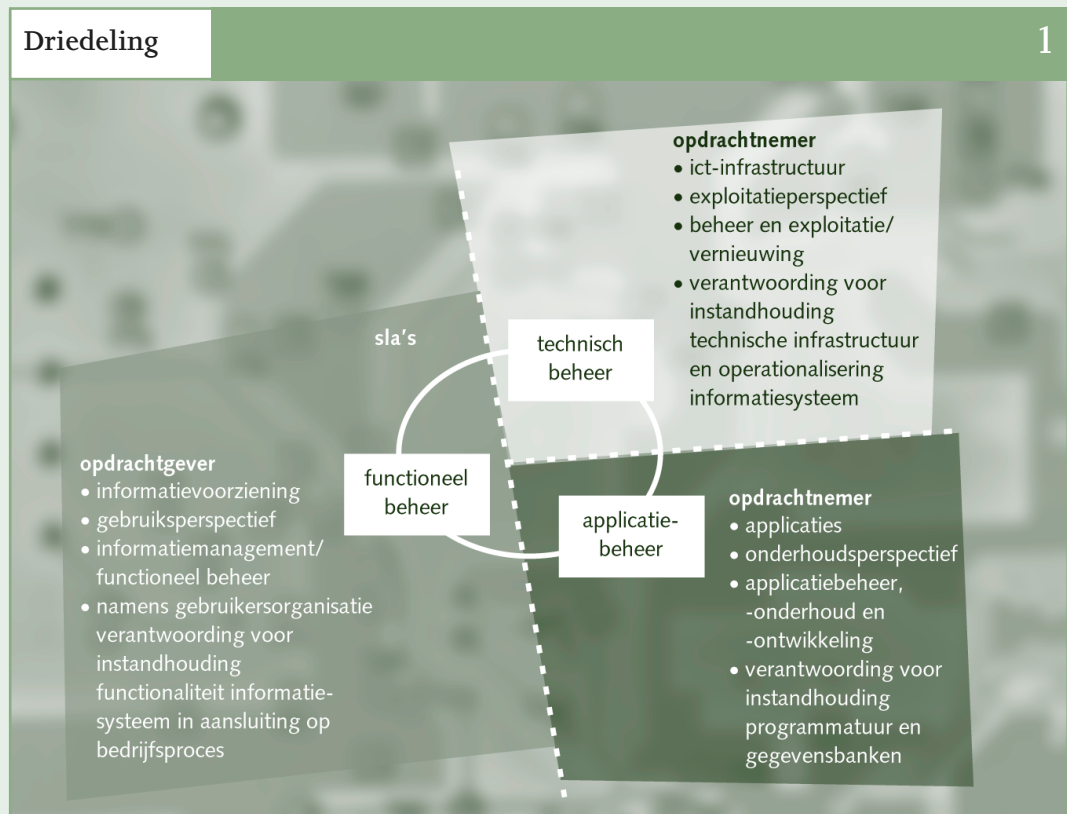 Driedeling
1
opdrachtnemer
• ict-infrastructuur
• exploitatieperspectief
• beheer en exploitatie/
vernieuwing
• verantwoording voor
instandhouding
technische infrastructuur
en operationalisering
informatiesysteem
sla's
technisch
beheer
functioneel
beheer
applicatie-
beheer
opdrachtgever
• informatievoorziening
• gebruiksperspectief
• informatiemanagement/
functioneel beheer
• namens gebruikersorganisatie
verantwoording voor
instandhouding
functionaliteit informatie-
systeem in aansluiting op
bedrijfsproces
opdrachtnemer
• applicaties
• onderhoudsperspectief
• applicatiebeheer,
-onderhoud en
-ontwikkeling
• verantwoording voor
instandhouding
programmatuur en
gegevensbanken